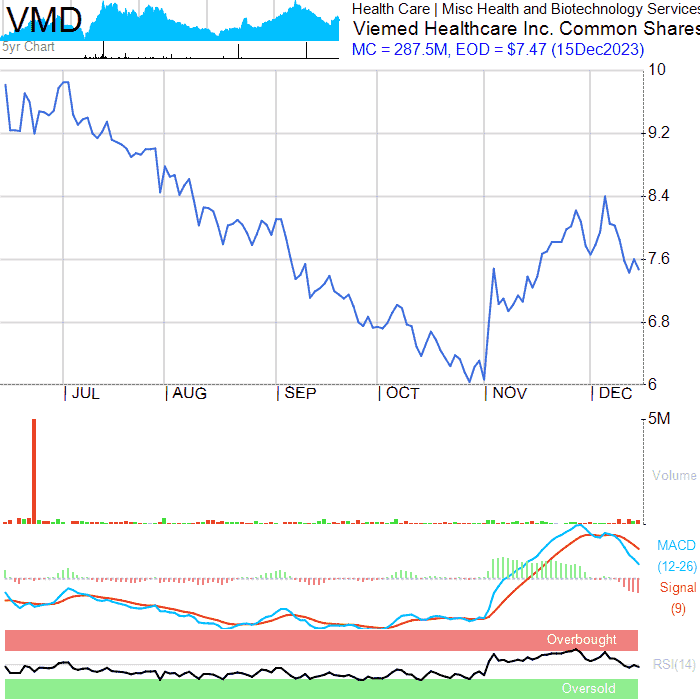 VMD
5yr Chart
Health Care | Misc Health and Biotechnology Services
Viemed Healthcare Inc. Common Shares
MC = 287.5M, EOD = $7.47 (15Dec2023)
10
9.2
8.4
7.6
6.8
6
JUL AUG SEP OCT NOV DEC
5M
Volume
MACD
(12-26)
Signal
(9)
Overbought
RSI(14)
Oversold